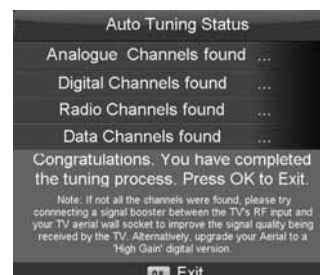 Auto Tuning Status
Analogue Channels found ...
Digital Channels found ...
Radio Channels found ...
Data Channels found ...
Congratulations. You have completed
the tuning process. Press OK to Exit.
Note: If not all the channels were found, please try
connnecting a signal booster between the TV's RF input and
your TV aerial wall socket to improve the signal quality being
received by the TV. Alternatively, upgrade your Aerial to a
'High Gain' digital version.
OK Exit